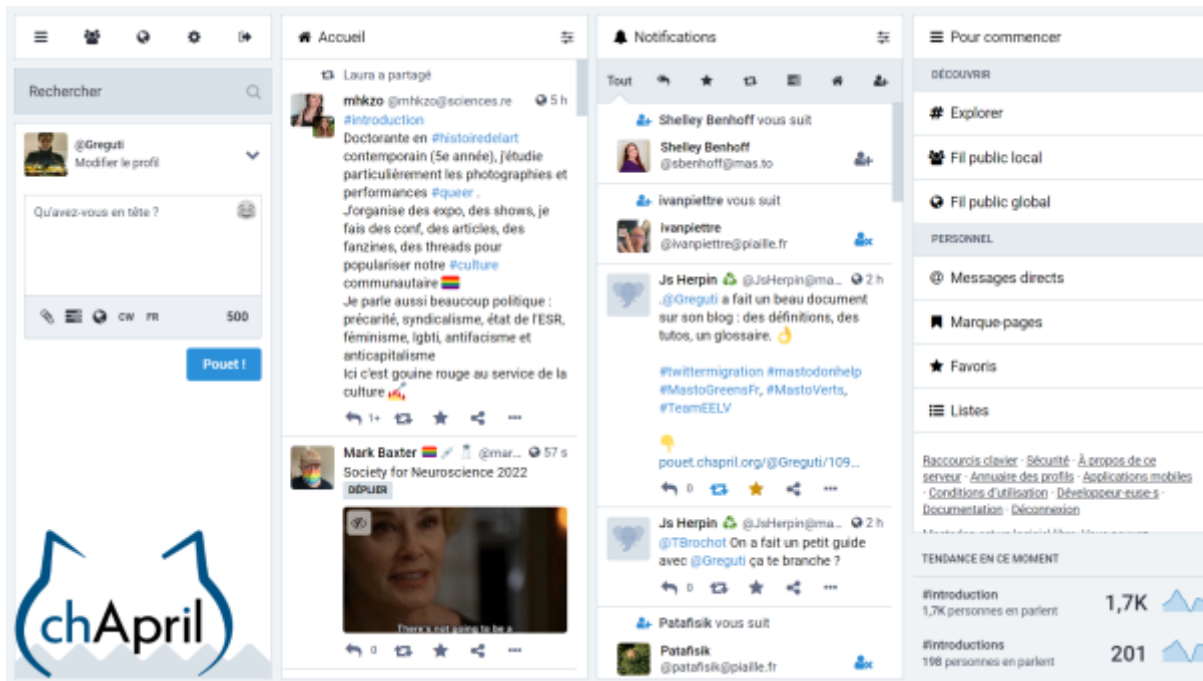 Rechercher
@Greguti
Modifier le profil
Qu'avez-vous en tête ?
CW FR 500
Pouet !
chApril
Accueil
Laura a partagé
mhkzo @mhkzo@sciences.re 5 h
#introduction
Doctorante en #histoiredelart
contemporain (5e année), j'étudie
particulièrement les photographies et
performances #queer .
J'organise des expo, des shows, je
fais des conf, des articles, des
fanzines, des threads pour
populariser notre #culture
communautaire 🏳️‍🌈
Je parle aussi beaucoup politique :
précarité, syndicalisme, état de l'ESR,
féminisme, lgbti, antifacisme et
anticapitalisme
Ici c'est gouine rouge au service de la
culture
1+
Mark Baxter 🏳️‍🌈 @mar... 57 s
Society for Neuroscience 2022
DÉPLIER
There's not going to be a
0
Notifications
Tout
Shelley Benhoff vous suit
Shelley Benhoff
@sbenhoff@mas.to
ivanpiettre vous suit
ivanpiettre
@ivanpiettre@piaille.fr
Js Herpin ♻ @JsHerpin@ma... 2 h
.@Greguti a fait un beau document
sur son blog : des définitions, des
tutos, un glossaire. 👌
#twittermigration #mastodonhelp
#MastoGreensFr, #MastoVerts,
#TeamEELV
👇
pouet.chapril.org/@Greguti/109...
0
Js Herpin ♻ @JsHerpin@ma... 2 h
@TBrochot On a fait un petit guide
avec @Greguti ça te branche ?
0
Patafisik vous suit
Patafisik
@patafisik@piaille.fr
Pour commencer
DÉCOUVRIR
# Explorer
Fil public local
Fil public global
PERSONNEL
@ Messages directs
Marque-pages
Favoris
Listes
Raccourcis clavier · Sécurité · À propos de ce
serveur · Annuaire des profils · Applications mobiles
· Conditions d'utilisation · Développeur·euse·s ·
Documentation · Déconnexion
TENDANCE EN CE MOMENT
#introduction
1,7K personnes en parlent 1,7K
#introductions
198 personnes en parlent 201